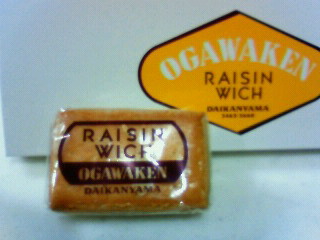 OGAWAKEN
RAISIN
WICH
DAIKANYAMA
RAISIN
WICH
OGAWAKEN
DAIKANYAMA